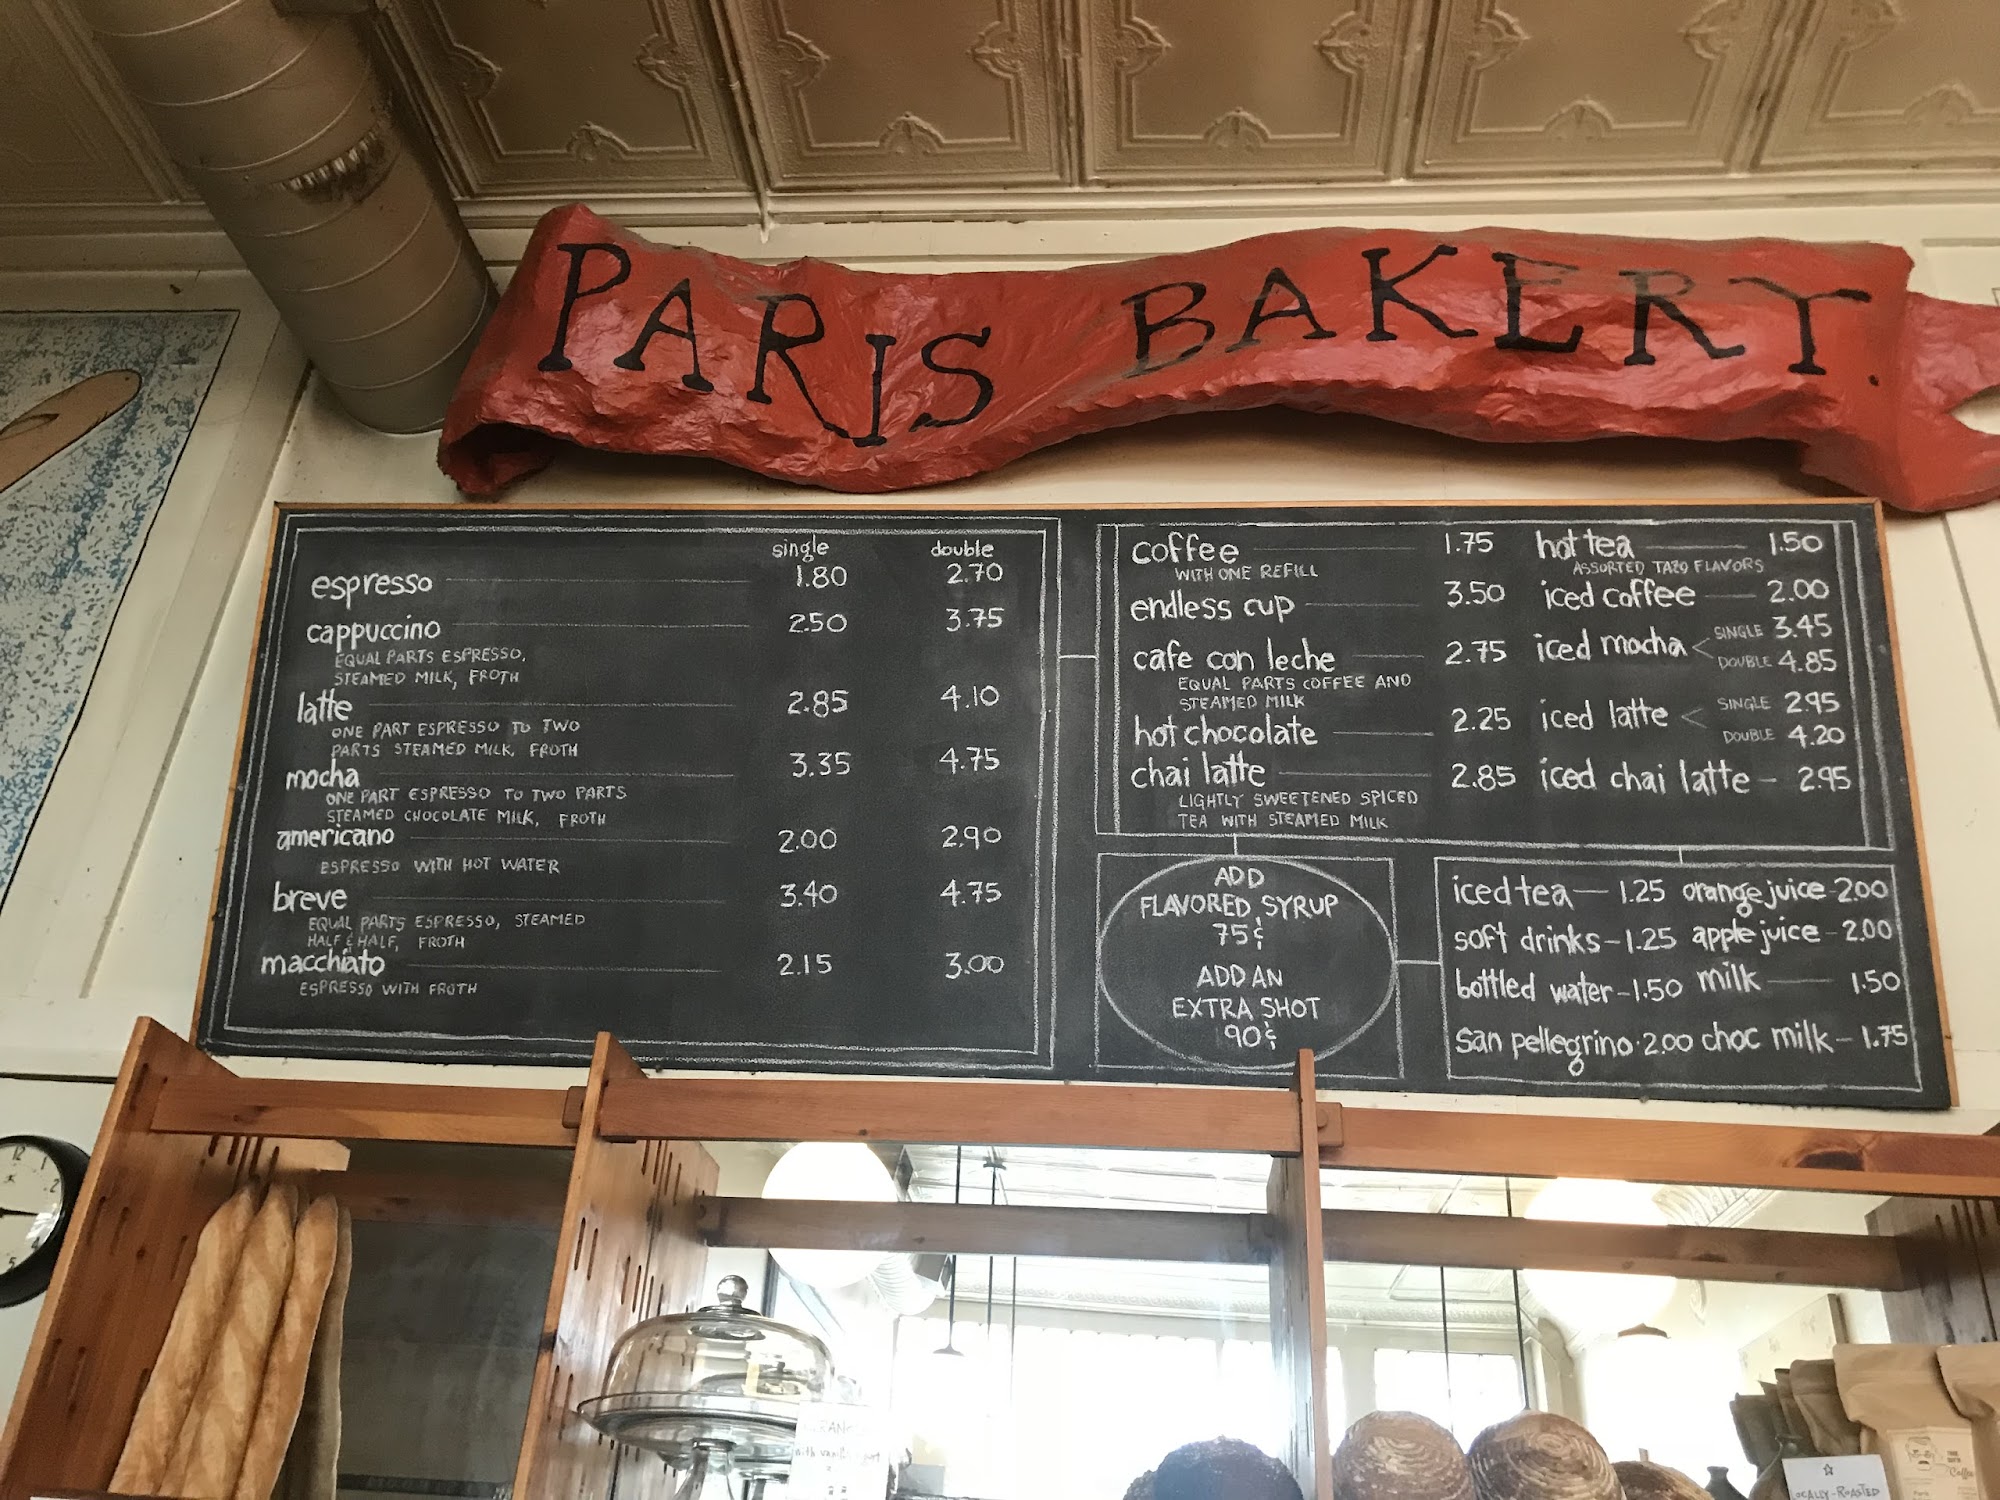 PARIS BAKERY.
single double
espresso 1.80 2.70
cappuccino 2.50 3.75
EQUAL PARTS ESPRESSO,
STEAMED MILK, FROTH
latte 2.85 4.10
ONE PART ESPRESSO TO TWO
PARTS STEAMED MILK, FROTH
mocha 3.35 4.75
ONE PART ESPRESSO TO TWO PARTS
STEAMED CHOCOLATE MILK, FROTH
americano 2.00 2.90
ESPRESSO WITH HOT WATER
breve 3.40 4.75
EQUAL PARTS ESPRESSO, STEAMED
HALF & HALF, FROTH
macchiato 2.15 3.00
ESPRESSO WITH FROTH
coffee 1.75
WITH ONE REFILL
endless cup 3.50
cafe con leche 2.75
EQUAL PARTS COFFEE AND
STEAMED MILK
hot chocolate 2.25
chai latte 2.85
LIGHTLY SWEETENED SPICED
TEA WITH STEAMED MILK
hot tea 1.50
ASSORTED TAZO FLAVORS
iced coffee 2.00
iced mocha SINGLE 3.45
DOUBLE 4.85
iced latte SINGLE 2.95
DOUBLE 4.20
iced chai latte - 2.95
ADD
FLAVORED SYRUP
75¢
ADD AN
EXTRA SHOT
90¢
iced tea — 1.25 orange juice - 2.00
soft drinks - 1.25 apple juice - 2.00
bottled water - 1.50 milk — 1.50
san pellegrino · 2.00 choc milk - 1.75
12
1
2
5
LOCALLY-ROASTED
Coffee